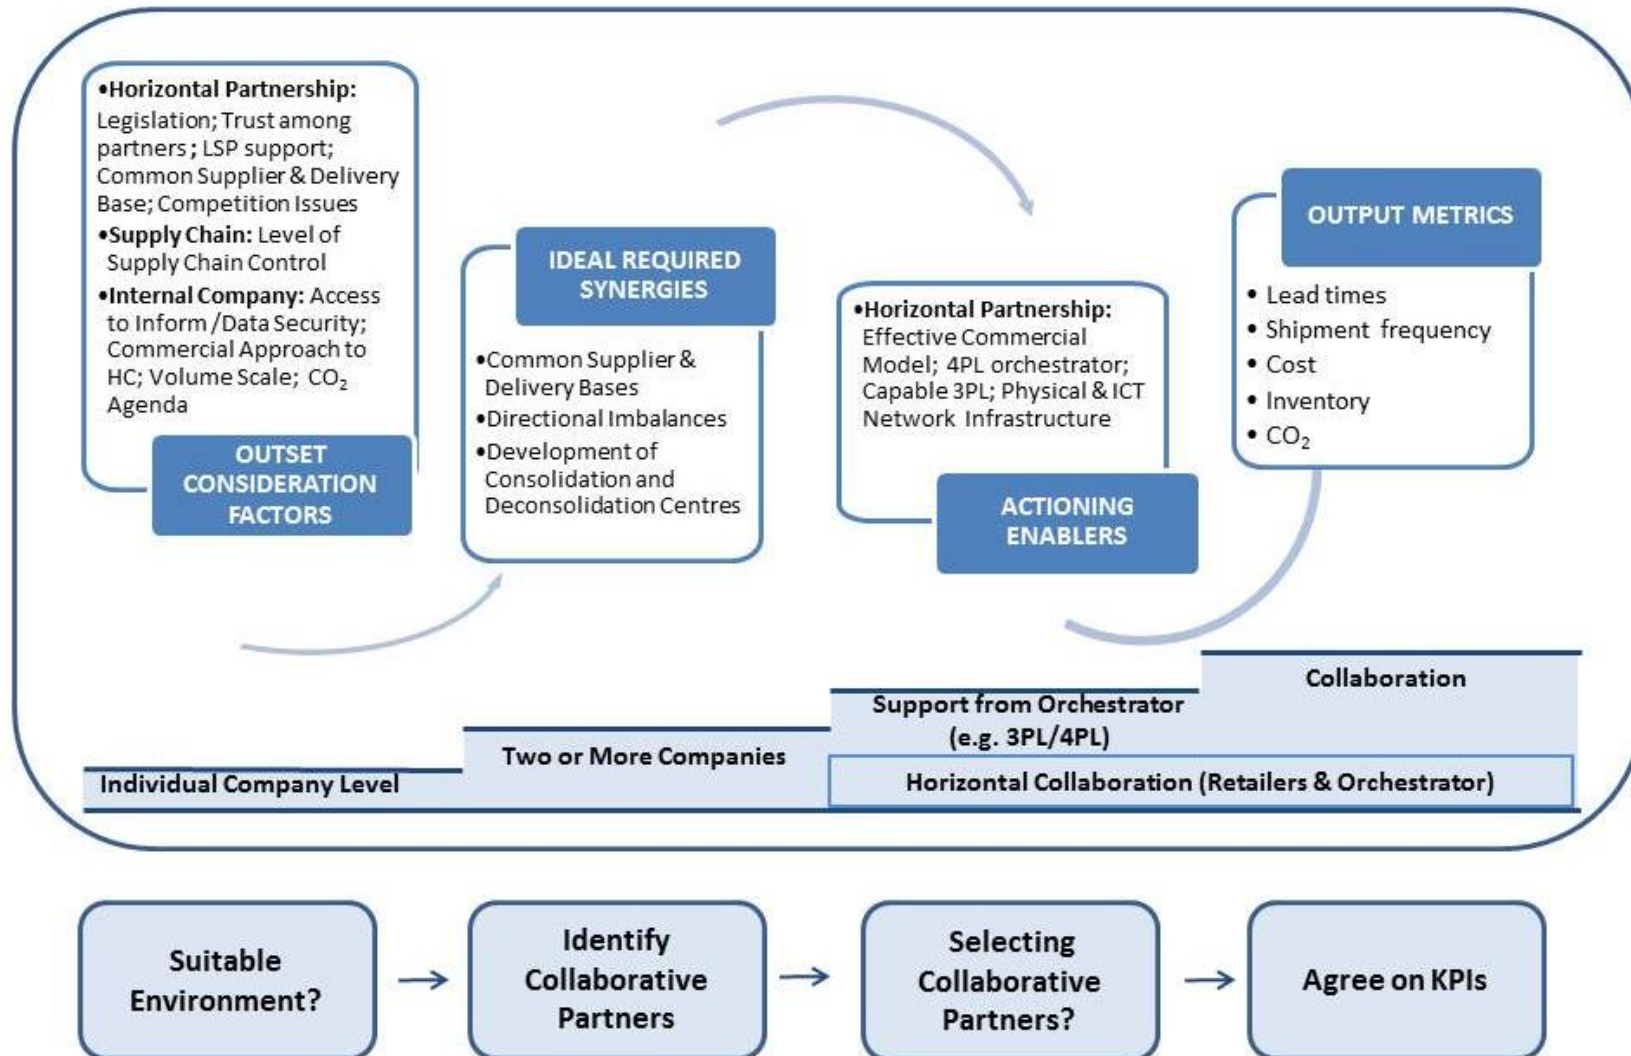 •Horizontal Partnership:
Legislation; Trust among
partners ; LSP support;
Common Supplier & Delivery
Base; Competition Issues
•Supply Chain: Level of
Supply Chain Control
•Internal Company: Access
to Inform /Data Security;
Commercial Approach to
HC; Volume Scale; CO₂
Agenda
OUTSET
CONSIDERATION
FACTORS
IDEAL REQUIRED
SYNERGIES
•Common Supplier &
Delivery Bases
•Directional Imbalances
•Development of
Consolidation and
Deconsolidation Centres
•Horizontal Partnership:
Effective Commercial
Model; 4PL orchestrator;
Capable 3PL; Physical & ICT
Network Infrastructure
ACTIONING
ENABLERS
OUTPUT METRICS
• Lead times
• Shipment frequency
• Cost
• Inventory
• CO₂
Individual Company Level
Two or More Companies
Support from Orchestrator
(e.g. 3PL/4PL)
Collaboration
Horizontal Collaboration (Retailers & Orchestrator)
Suitable
Environment?
Identify
Collaborative
Partners
Selecting
Collaborative
Partners?
Agree on KPIs